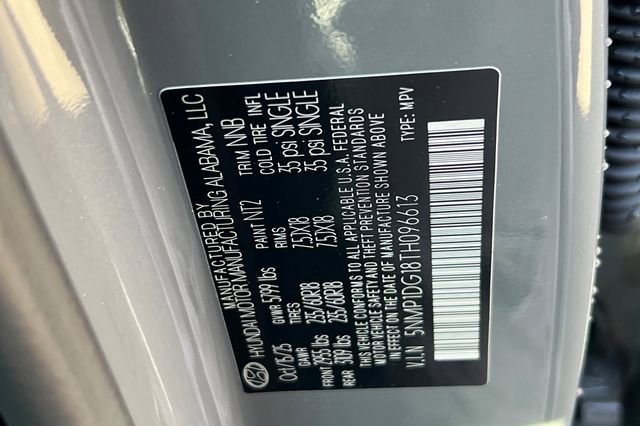 MANUFACTURED BY
HYUNDAI MOTOR MANUFACTURING ALABAMA, LLC
Oct/16/25 GVWR 5799 lbs PAINT NT2 TRIM NNB
GAWR TIRES RIMS COLD TIRE INFL
FRONT 2955 lbs 235/60R18 7.5JX18 35 psi SINGLE
REAR 3109 lbs 235/60R18 7.5JX18 35 psi SINGLE
THIS VEHICLE CONFORMS TO ALL APPLICABLE U.S.A. FEDERAL
MOTOR VEHICLE SAFETY AND THEFT PREVENTION STANDARDS
IN EFFECT ON THE DATE OF MANUFACTURE SHOWN ABOVE
V.I.N 5NMP1DG18TH096613 TYPE: MPV